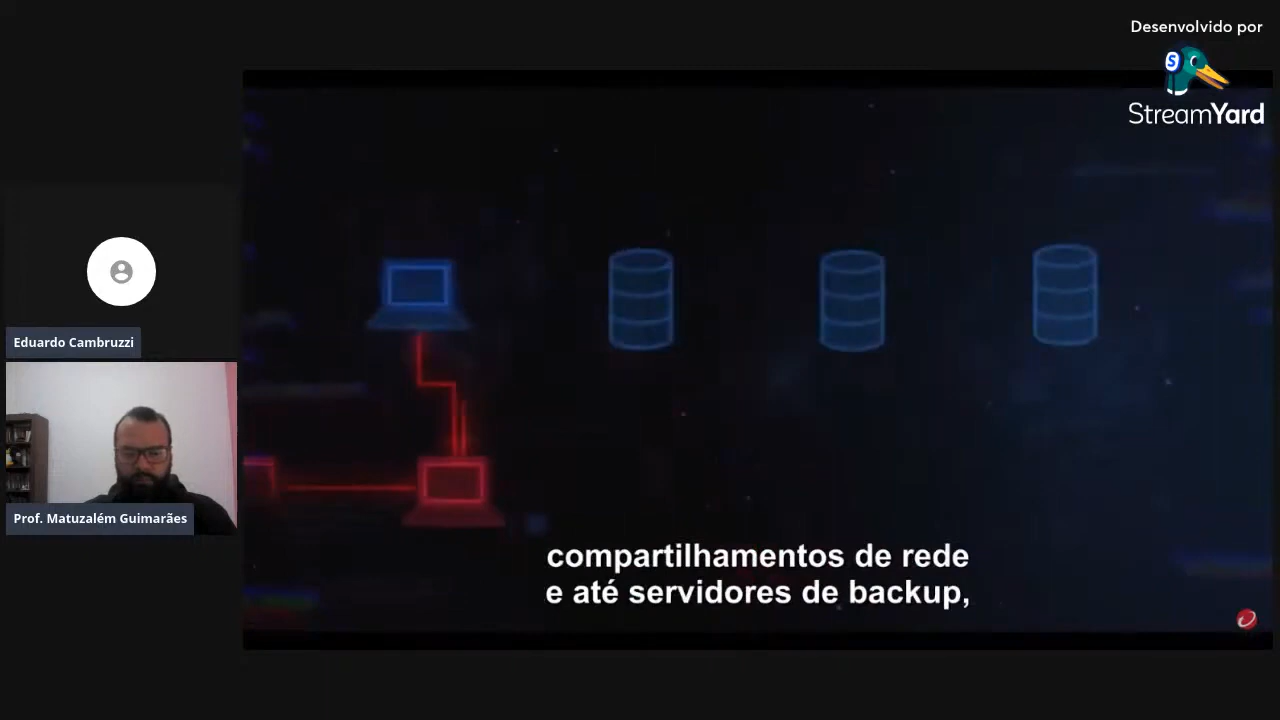 Desenvolvido por
S
StreamYard
Eduardo Cambruzzi
Prof. Matuzalém Guimarães
compartilhamentos de rede
e até servidores de backup,